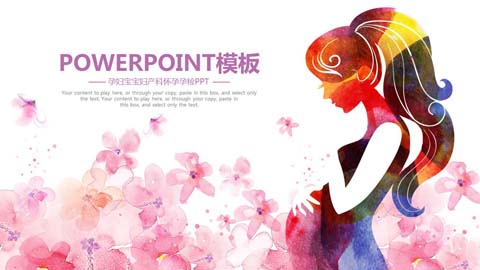 POWERPOINT模板
孕妇宝宝妇产科怀孕孕检PPT
Your content to play here, or through your copy, paste in this box, and select only
the text. Your content to play here, or through your copy, paste in
this box, and select only the text.